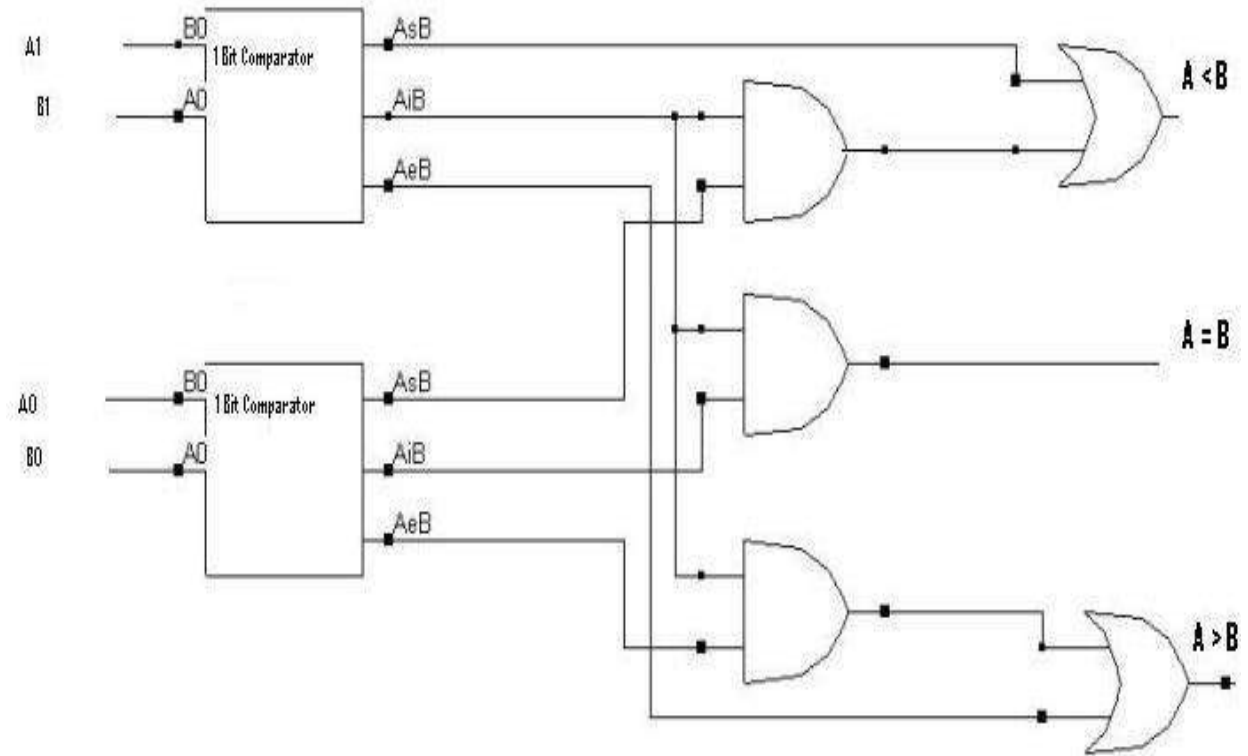 A1
B0
1 Bit Comparator
AsB
A < B
B1
A0
AiB
AeB
A = B
A0
B0
1 Bit Comparator
AsB
B0
A0
AiB
AeB
A > B